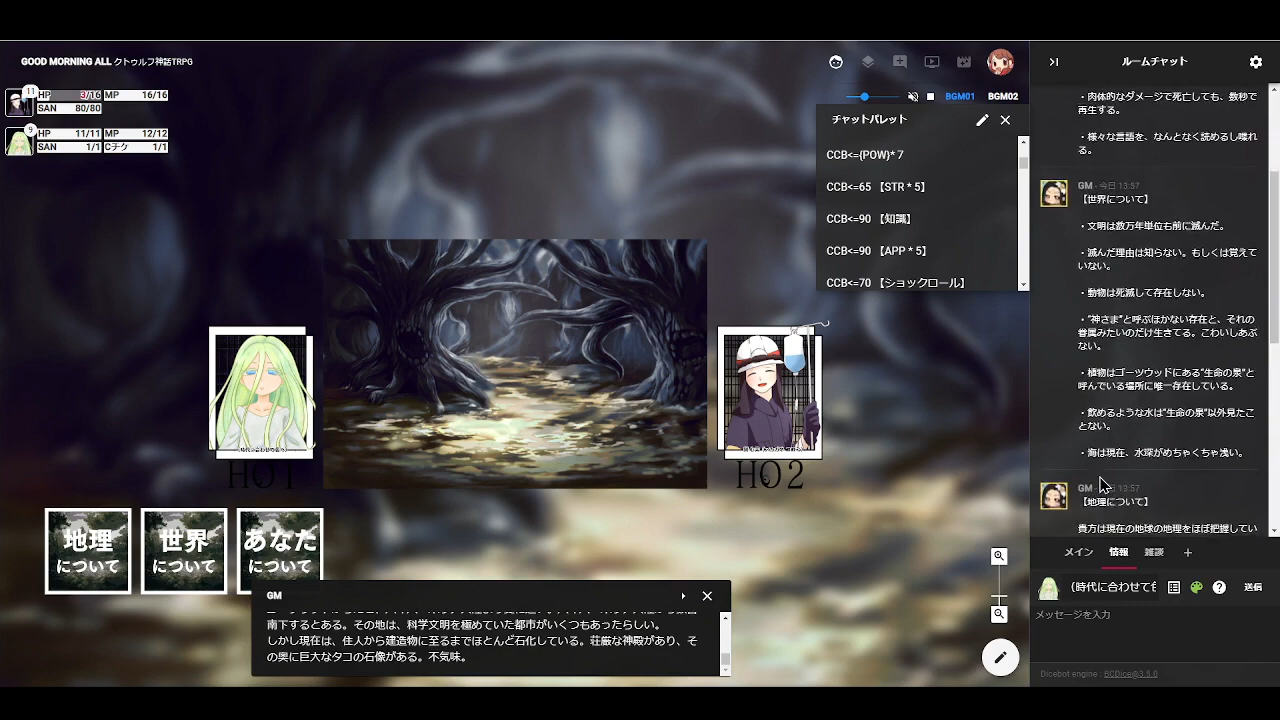 GOOD MORNING ALL クトゥルフ神話TRPG
11
HP 3/16 MP 16/16
SAN 80/80
9
HP 11/11 MP 12/12
SAN 1/1 Cチケ 1/1
BGM01 BGM02
チャットパレット
CCB<={POW}* 7
CCB<=65 【STR * 5】
CCB<=90 【知識】
CCB<=90 【APP * 5】
CCB<=70 【ショックロール】
HO1
HO2
地理
について
世界
について
あなた
について
GM
南下するとある。その地は、科学文明を極めていた都市がいくつもあったらしい。
しかし現在は、住人から建造物に至るまでほとんど石化している。荘厳な神殿があり、そ
の奥に巨大なタコの石像がある。不気味。
ルームチャット
・肉体的なダメージで死亡しても、数秒で
再生する。
・様々な言語を、なんとなく読めるし喋れ
る。
GM - 今日 13:57
【世界について】
・文明は数万年単位も前に滅んだ。
・滅んだ理由は知らない。もしくは覚えて
いない。
・動物は死滅して存在しない。
・“神さま”と呼ぶほかない存在と、それの
眷属みたいのだけ生きてる。こわいしあぶ
ない。
・植物はゴーツウッドにある“生命の泉”と
呼んでいる場所に唯一存在している。
・飲めるような水は“生命の泉”以外見たこ
とない。
・海は現在、水深がめちゃくちゃ浅い。
GM 13:57
【地理について】
貴方は現在の地球の地理をほぼ把握してい
メイン 情報 雑談 +
(時代に合わせて 送信
メッセージを入力
Dicebot engine : BCDice@3.5.0